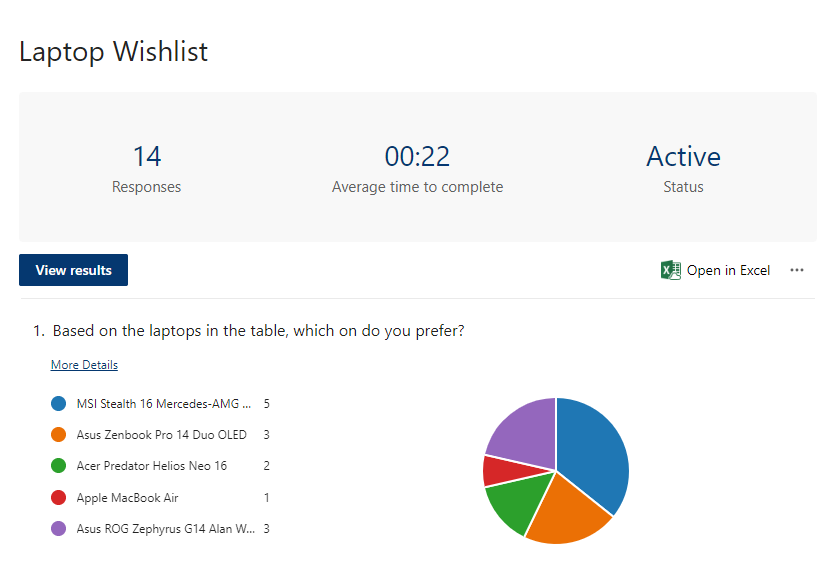 Laptop Wishlist
14
Responses
00:22
Average time to complete
Active
Status
View results
Open in Excel
1. Based on the laptops in the table, which on do you prefer?
More Details
MSI Stealth 16 Mercedes-AMG ... 5
Asus Zenbook Pro 14 Duo OLED 3
Acer Predator Helios Neo 16 2
Apple MacBook Air 1
Asus ROG Zephyrus G14 Alan W... 3